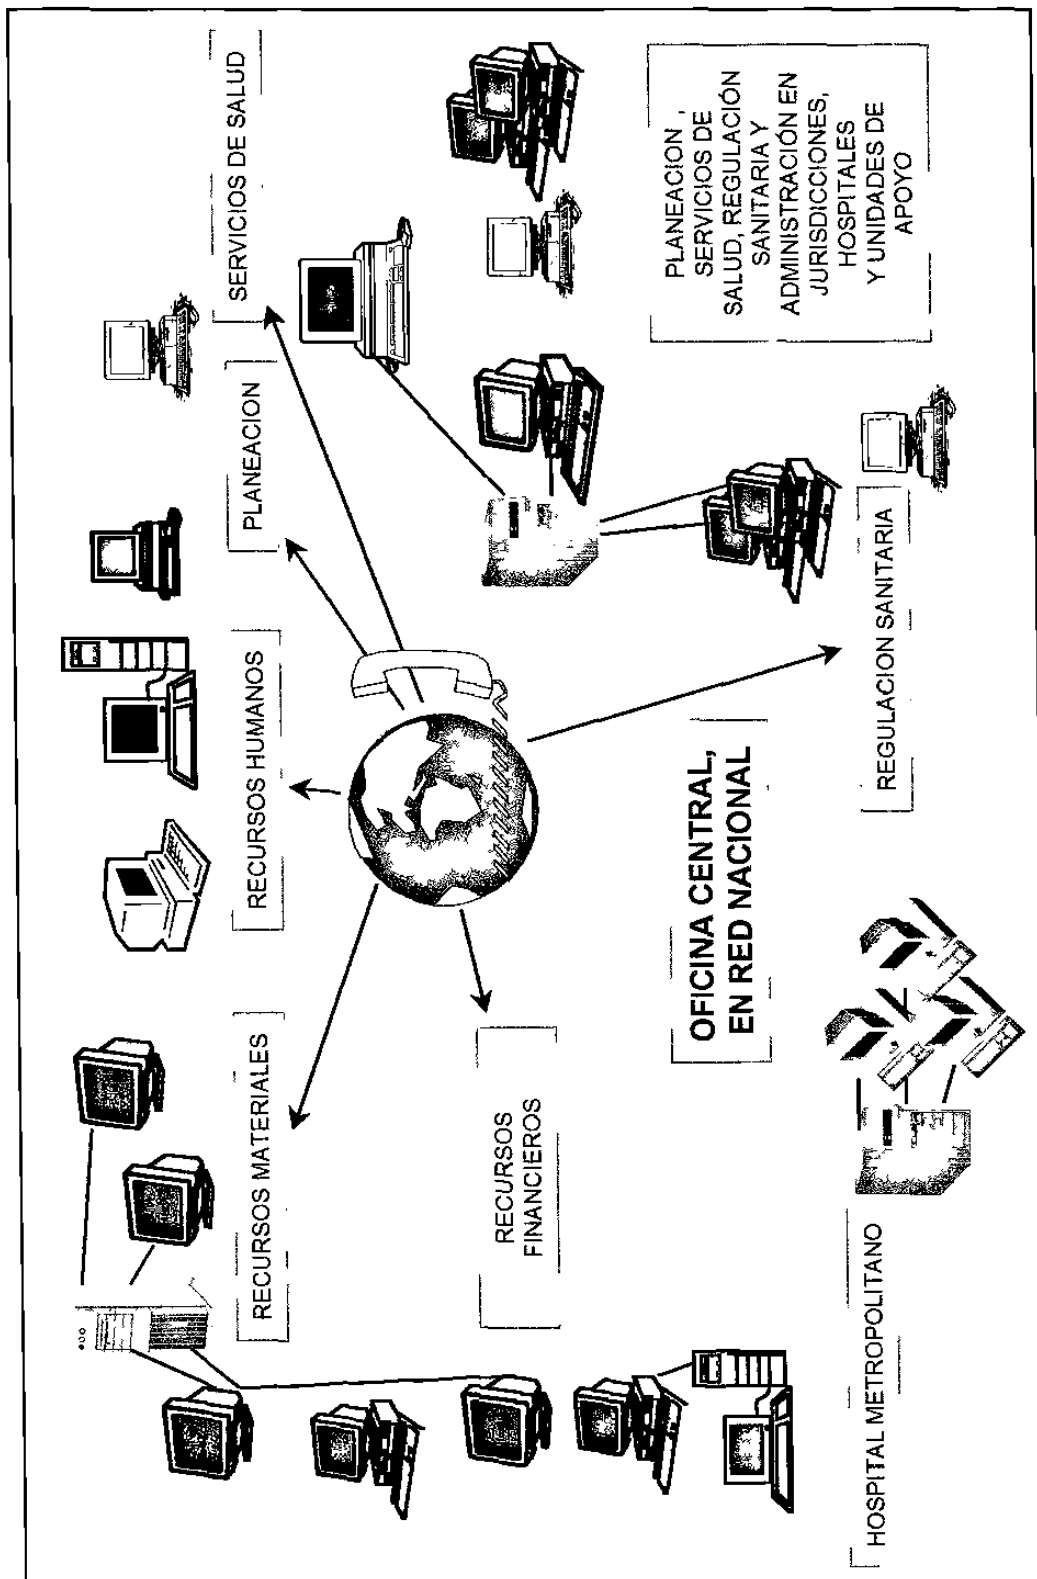 RECURSOS MATERIALES
RECURSOS HUMANOS
PLANEACION
SERVICIOS DE SALUD
RECURSOS
FINANCIEROS
OFICINA CENTRAL,
EN RED NACIONAL
PLANEACION ,
SERVICIOS DE
SALUD, REGULACIÓN
SANITARIA Y
ADMINISTRACIÓN EN
JURISDICCIONES,
HOSPITALES
Y UNIDADES DE
APOYO
HOSPITAL METROPOLITANO
REGULACION SANITARIA